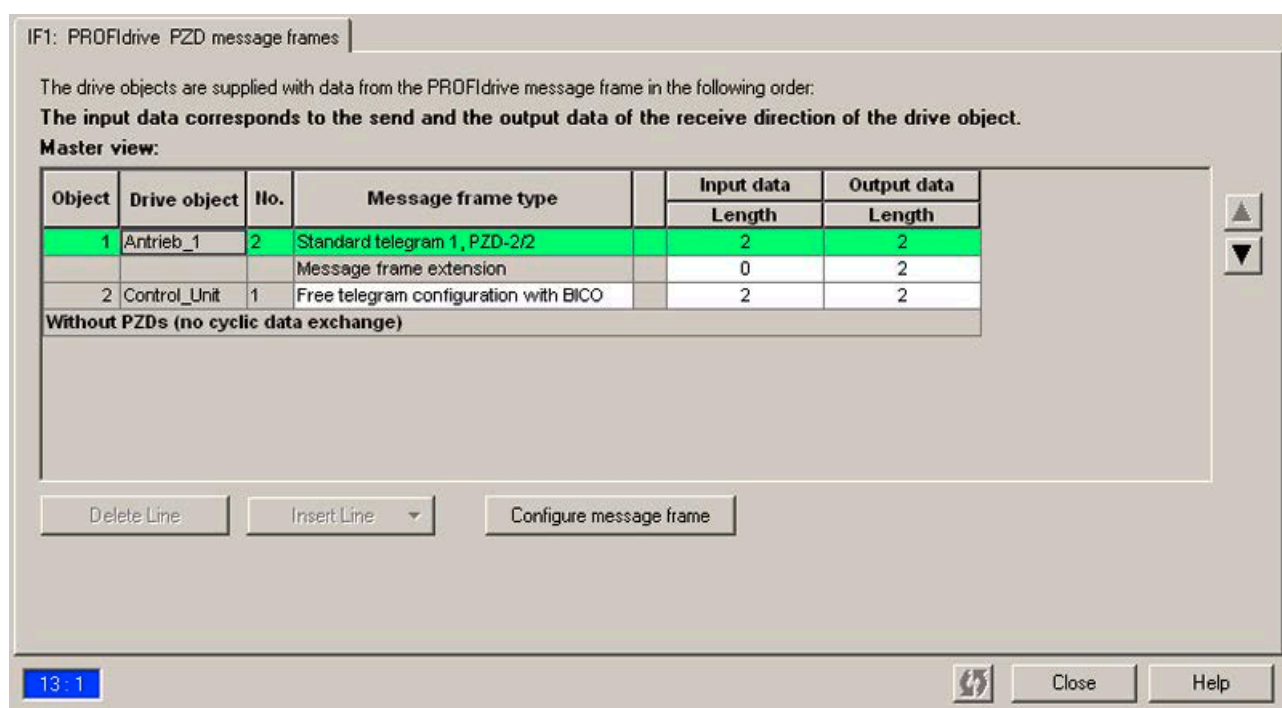 IF1: PROFIdrive PZD message frames
The drive objects are supplied with data from the PROFIdrive message frame in the following order:
The input data corresponds to the send and the output data of the receive direction of the drive object.
Master view:
Object Drive object No. Message frame type Input data Output data
Length Length
1 Antrieb_1 2 Standard telegram 1, PZD-2/2 2 2
Message frame extension 0 2
2 Control_Unit 1 Free telegram configuration with BICO 2 2
Without PZDs (no cyclic data exchange)
Delete Line Insert Line Configure message frame
13 : 1 Close Help